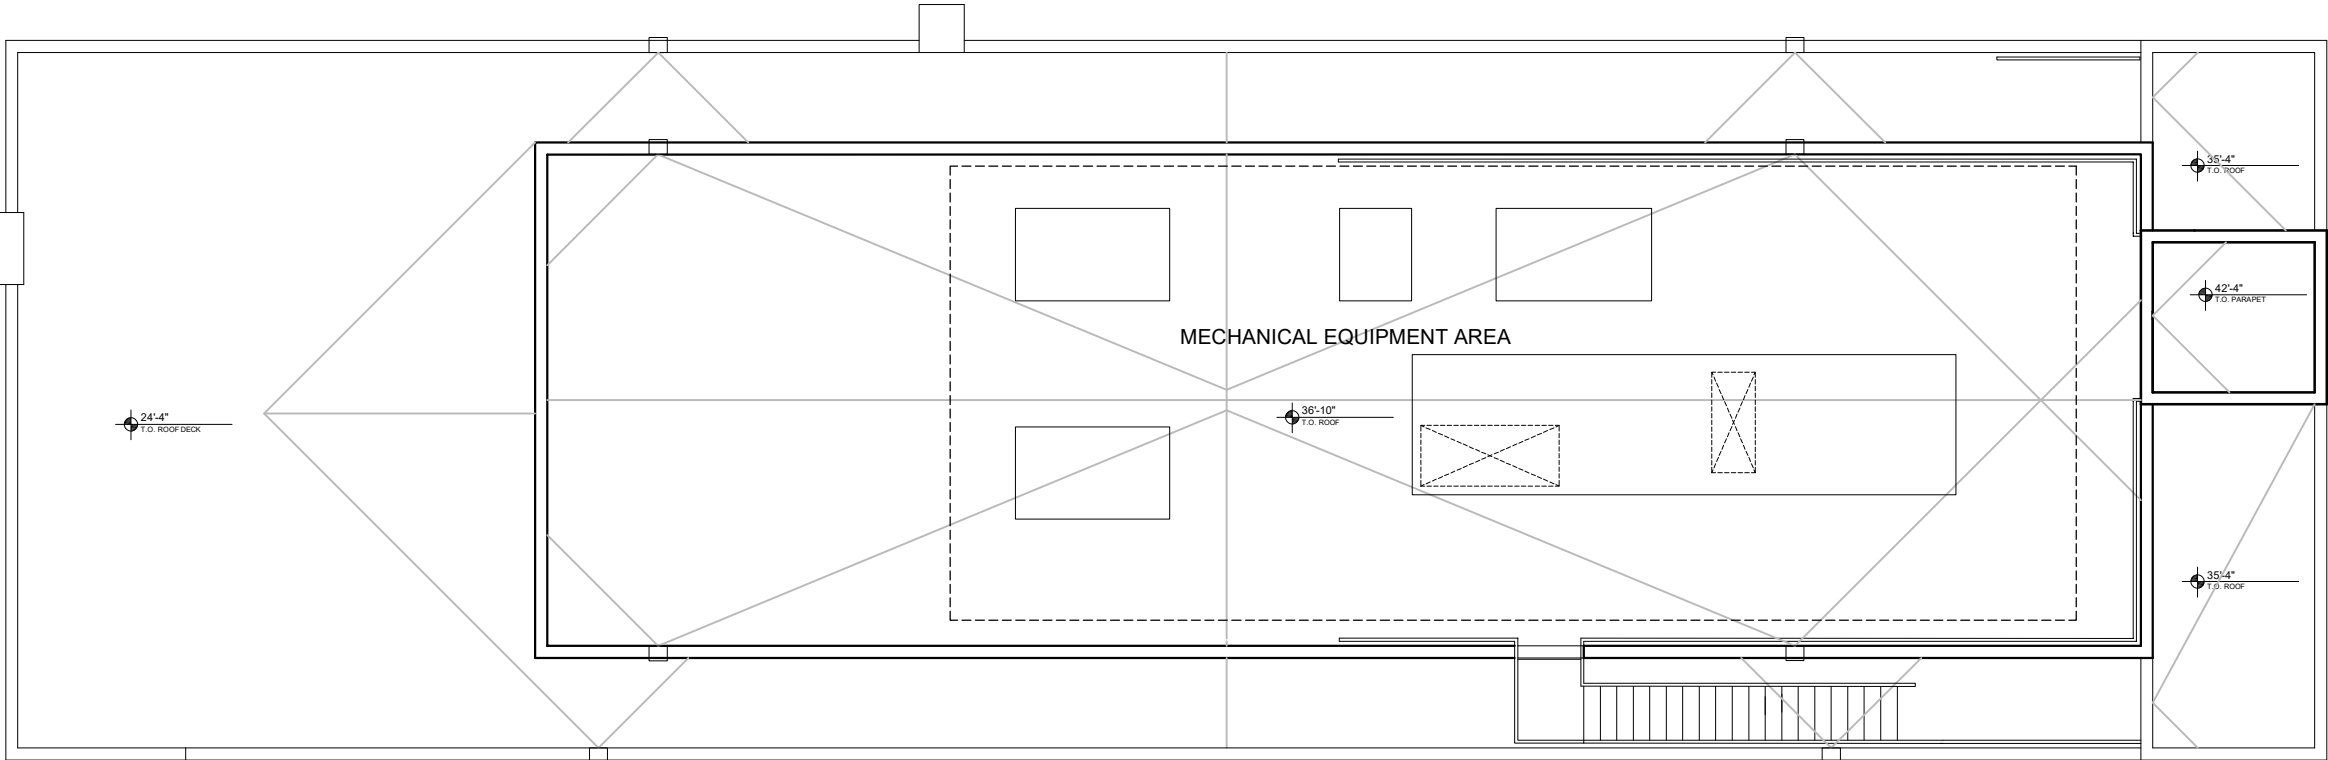 35'-4"
T.O. ROOF
42'-4"
T.O. PARAPET
MECHANICAL EQUIPMENT AREA
24'-4"
T.O. ROOF DECK
36'-10"
T.O. ROOF
35'-4"
T.O. ROOF